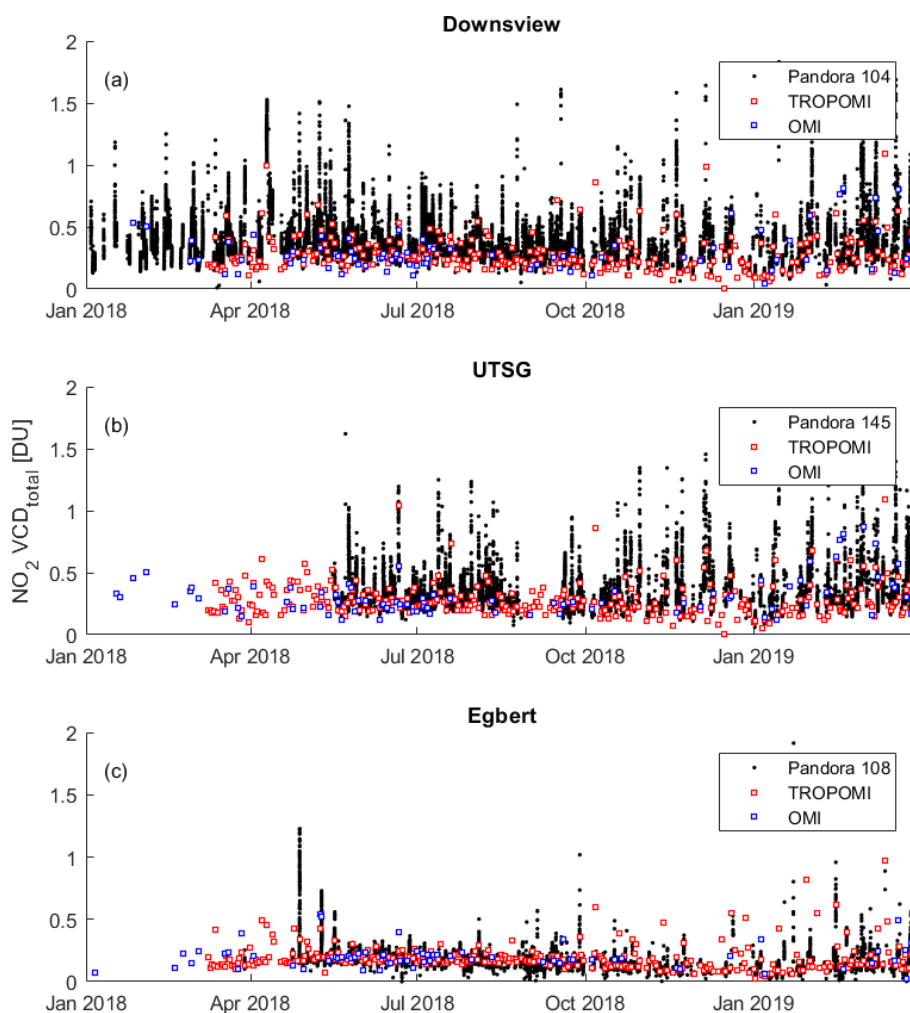 Downsview
(a)
Pandora 104
TROPOMI
OMI
2
1.5
1
0.5
0
Jan 2018 Apr 2018 Jul 2018 Oct 2018 Jan 2019
UTSG
(b)
Pandora 145
TROPOMI
OMI
2
1.5
1
0.5
0
NO2 VCDtotal [DU]
Jan 2018 Apr 2018 Jul 2018 Oct 2018 Jan 2019
Egbert
(c)
Pandora 108
TROPOMI
OMI
2
1.5
1
0.5
0
Jan 2018 Apr 2018 Jul 2018 Oct 2018 Jan 2019